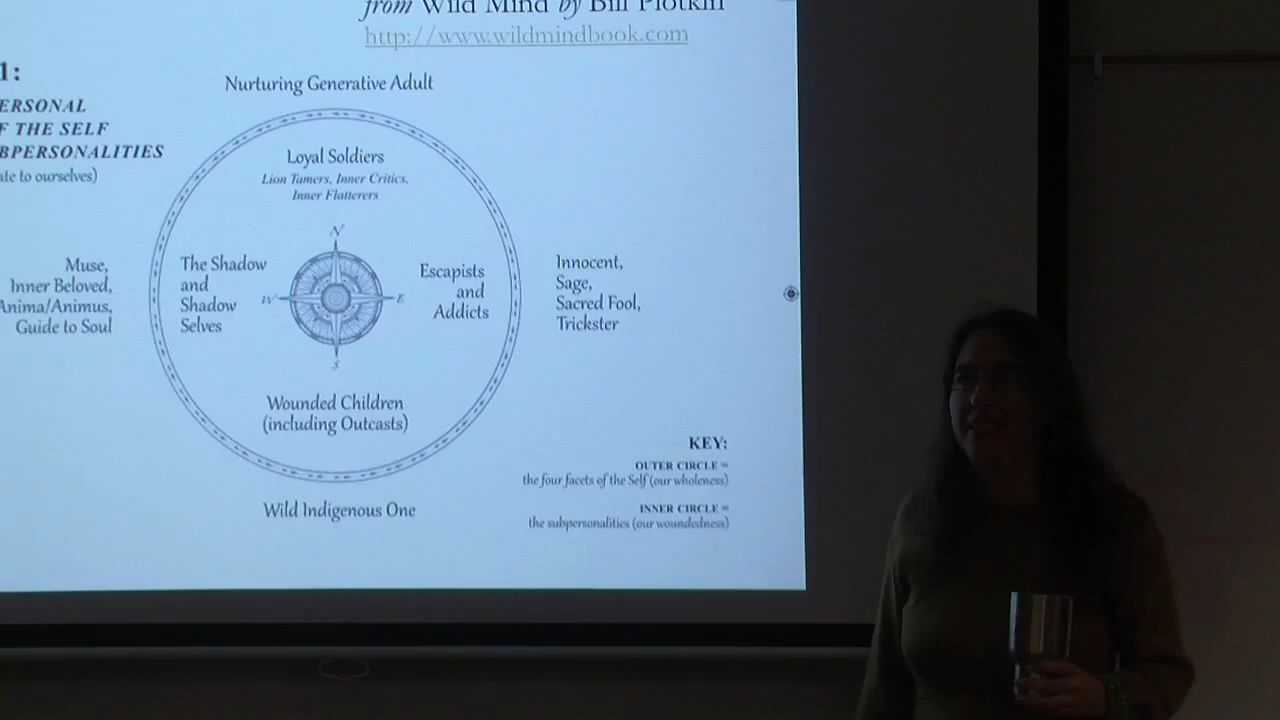 from Wild Mind by Bill Plotkin
http://www.wildmindbook.com
1:
ERSONAL
F THE SELF
BPERSONALITIES
ate to ourselves)
Nurturing Generative Adult
Loyal Soldiers
Lion Tamers, Inner Critics,
Inner Flatterers
N
Muse,
Inner Beloved,
Anima/Animus,
Guide to Soul
The Shadow
and
Shadow
Selves
W
E
Escapists
and
Addicts
Innocent,
Sage,
Sacred Fool,
Trickster
S
Wounded Children
(including Outcasts)
Wild Indigenous One
KEY:
OUTER CIRCLE =
the four facets of the Self (our wholeness)
INNER CIRCLE =
the subpersonalities (our woundedness)